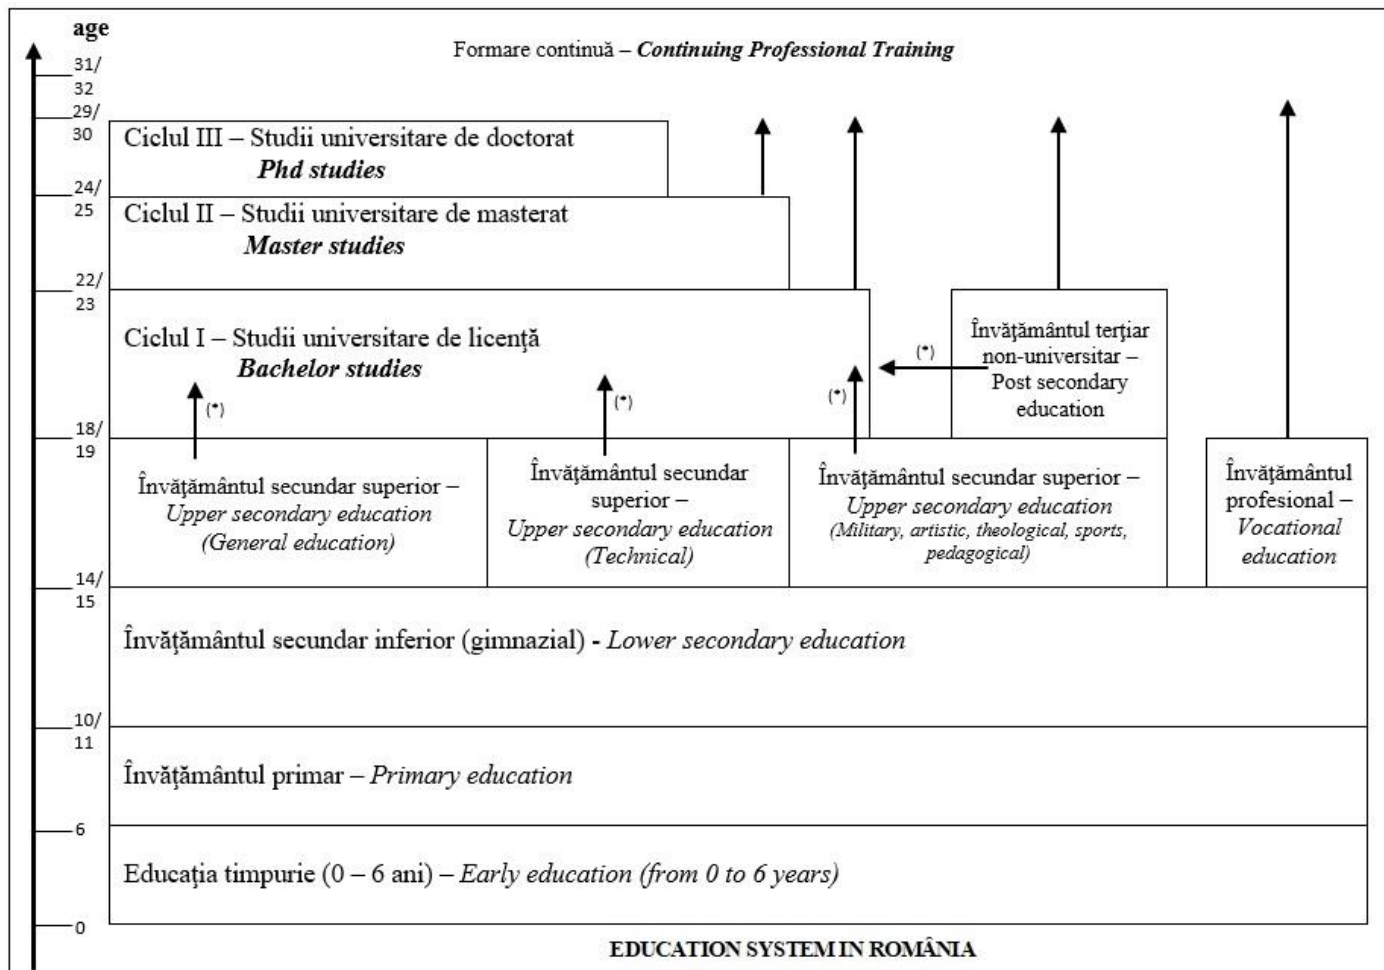 age
Formare continuă – Continuing Professional Training
31/
32
29/
30
Ciclul III – Studii universitare de doctorat
Phd studies
24/
25
Ciclul II – Studii universitare de masterat
Master studies
22/
23
Ciclul I – Studii universitare de licenţă
Bachelor studies
(*)
(*)
(*)
(*)
Învăţământul terţiar
non-universitar –
Post secondary
education
18/
19
Învăţământul secundar superior –
Upper secondary education
(General education)
Învăţământul secundar
superior –
Upper secondary education
(Technical)
Învăţământul secundar superior –
Upper secondary education
(Military, artistic, theological, sports,
pedagogical)
Învăţământul
profesional –
Vocational
education
14/
15
Învăţământul secundar inferior (gimnazial) - Lower secondary education
10/
11
Învăţământul primar – Primary education
6
Educaţia timpurie (0 – 6 ani) – Early education (from 0 to 6 years)
0
EDUCATION SYSTEM IN ROMÂNIA